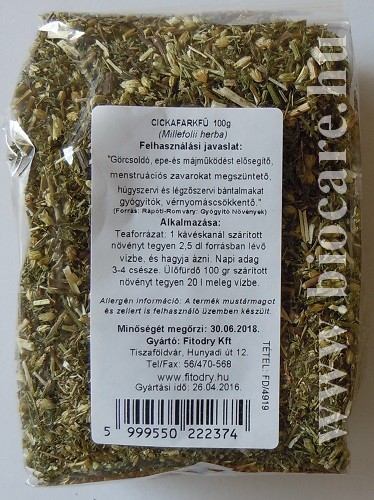 CICKAFARKFŰ 100g
(Millefolii herba)
Felhasználási javaslat:
"Görcsoldó, epe-és májműködést elősegítő,
menstruációs zavarokat megszüntető,
húgyszervi és légzőszervi bántalmakat
gyógyítók, vérnyomáscsökkentő."
(Forrás: Rápóti-Romváry: Gyógyító Növények)
Alkalmazása:
Teaforrázat: 1 kávéskanál szárított
növényt tegyen 2,5 dl forrásban lévő
vízbe, és hagyja ázni. Napi adag
3-4 csésze. Ülőfürdő 100 gr szárított
növényt tegyen 20 l meleg vízbe.
Allergén információ: A termék mustármagot
és zellert is felhasználó üzemben készült.
Minőségét megőrzi: 30.06.2018.
Gyártó: Fitodry Kft
Tiszaföldvár, Hunyadi út 12.
Tel/Fax: 56/470-568
www.fitodry.hu
Gyártási idő: 26.04.2016.
TÉTEL: FD/4919
5 999550 222374
www.biocare.hu